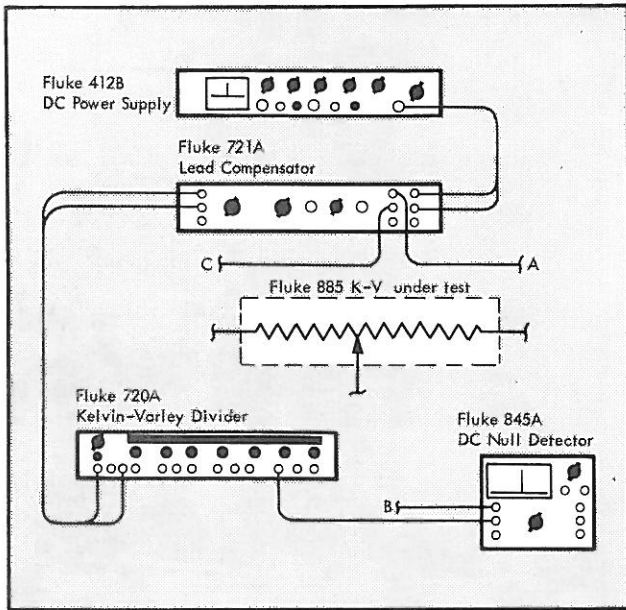 Fluke 412B
DC Power Supply
Fluke 721A
Lead Compensator
C
A
Fluke 885 K-V under test
Fluke 720A
Kelvin-Varley Divider
Fluke 845A
DC Null Detector
B